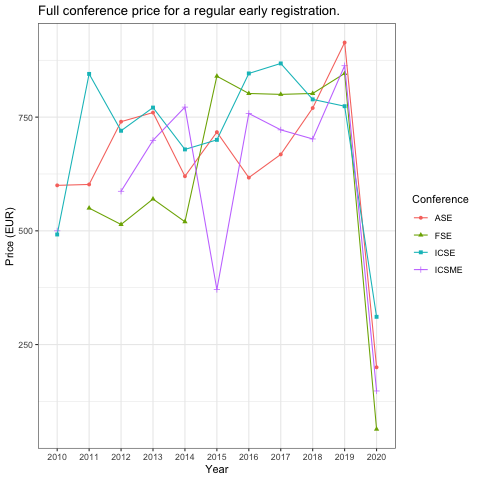 Full conference price for a regular early registration.
Price (EUR)
750
500
250
2010 2011 2012 2013 2014 2015 2016 2017 2018 2019 2020
Year
Conference
ASE
FSE
ICSE
ICSME